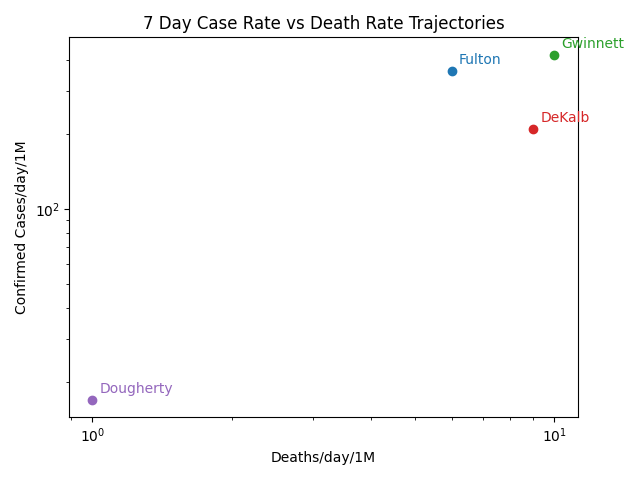 7 Day Case Rate vs Death Rate Trajectories
Gwinnett
Fulton
DeKalb
Dougherty
Confirmed Cases/day/1M
10²
10⁰
10¹
Deaths/day/1M